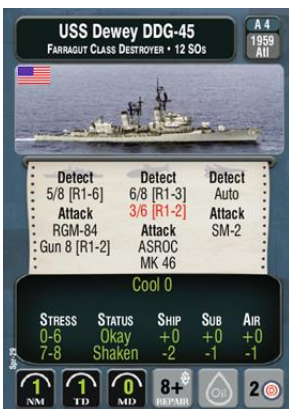 USS Dewey DDG-45
Farragut Class Destroyer • 12 SOs
A 4
1959
Atl
Detect
5/8 [R1-6]
Attack
RGM-84
Gun 8 [R1-2]
Detect
6/8 [R1-3]
3/6 [R1-2]
Attack
ASROC
MK 46
Detect
Auto
Attack
SM-2
Cool 0
Stress Status Ship Sub Air
0-6 Okay +0 +0 +0
7-8 Shaken -2 -1 -1
Spr-29
1 NM
1 TD
0 MD
8+ REPAIR
Oil
2